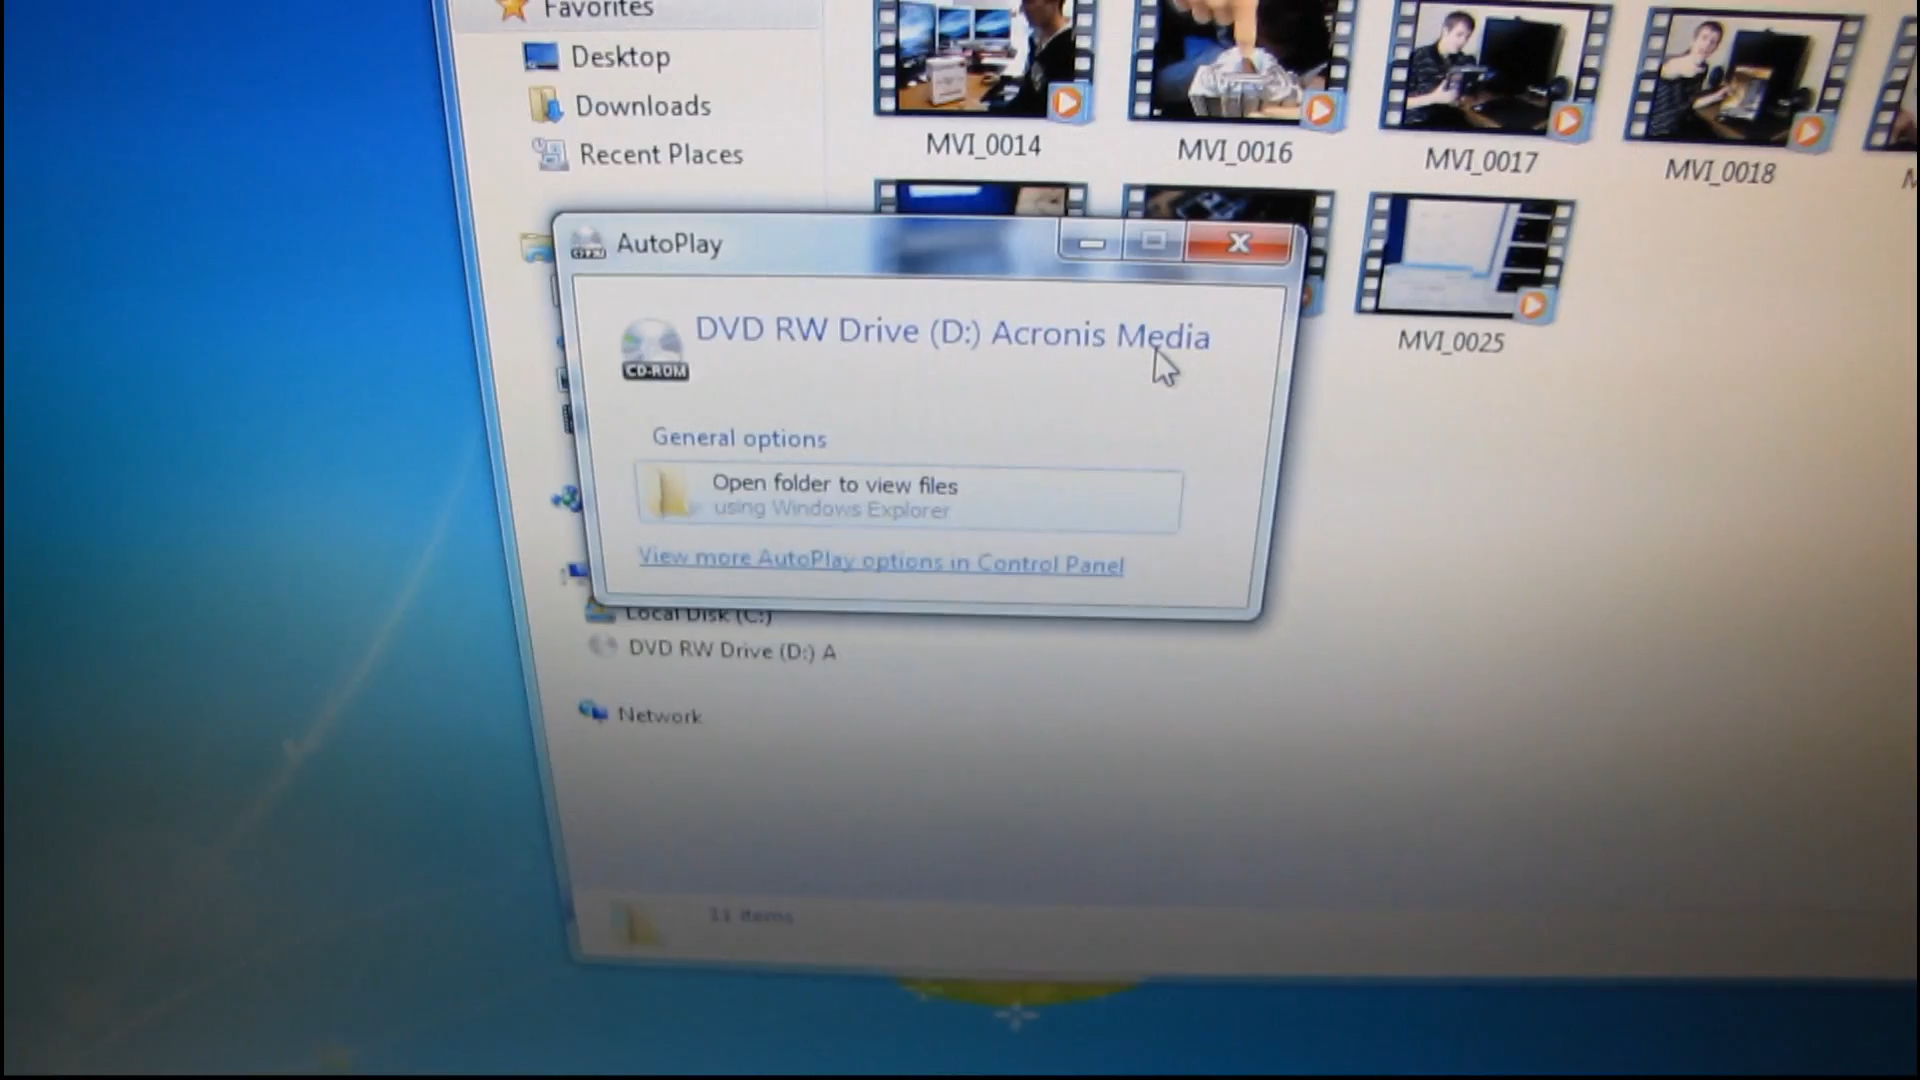 Favorites
Desktop
Downloads
Recent Places
MVI_0014
MVI_0016
MVI_0017
MVI_0018
MVI_0025
AutoPlay
DVD RW Drive (D:) Acronis Media
CD-ROM
General options
Open folder to view files
using Windows Explorer
View more AutoPlay options in Control Panel
Local Disk (C:)
DVD RW Drive (D:) A
Network
11 items